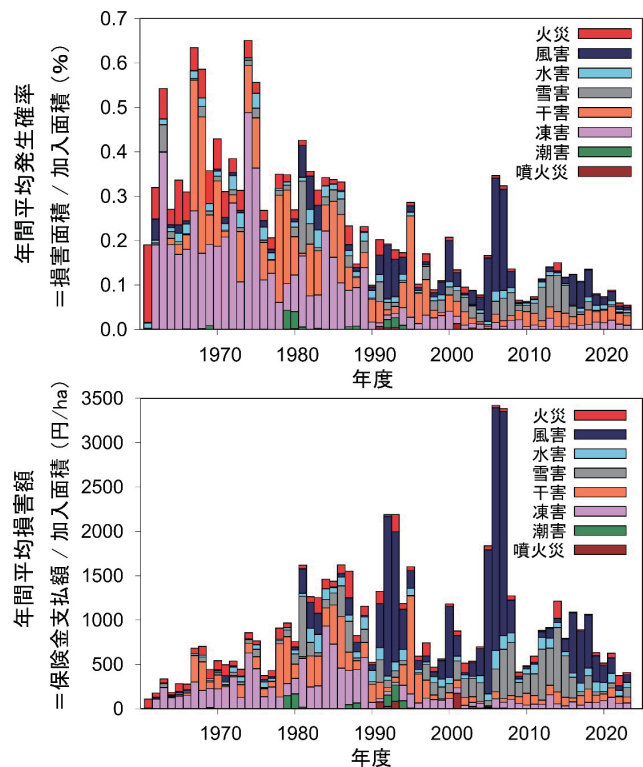 年間平均発生確率
＝損害面積 / 加入面積 (%)
0.7
0.6
0.5
0.4
0.3
0.2
0.1
0.0
火災
風害
水害
雪害
干害
凍害
潮害
噴火災
1970 1980 1990 2000 2010 2020
年度
年間平均損害額
＝保険金支払額 / 加入面積 (円/ha)
3500
3000
2500
2000
1500
1000
500
0
火災
風害
水害
雪害
干害
凍害
潮害
噴火災
1970 1980 1990 2000 2010 2020
年度